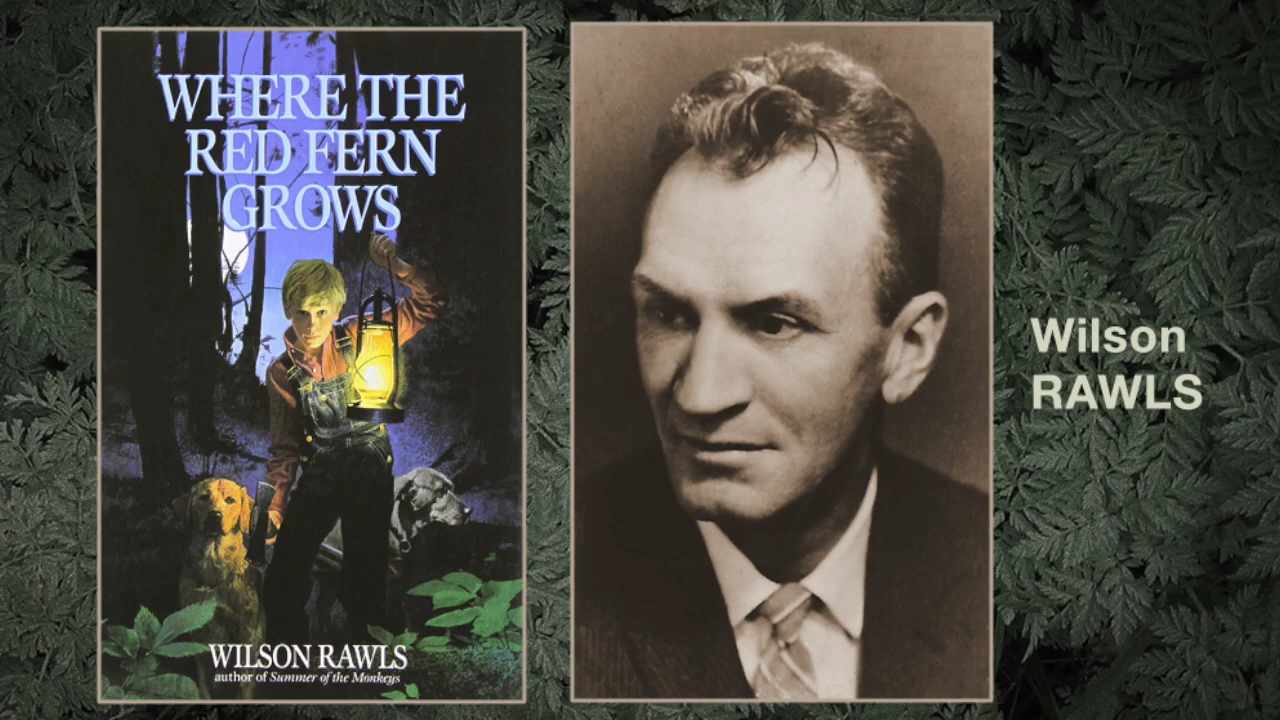 WHERE THE
RED FERN
GROWS
WILSON RAWLS
author of Summer of the Monkeys
Wilson
RAWLS